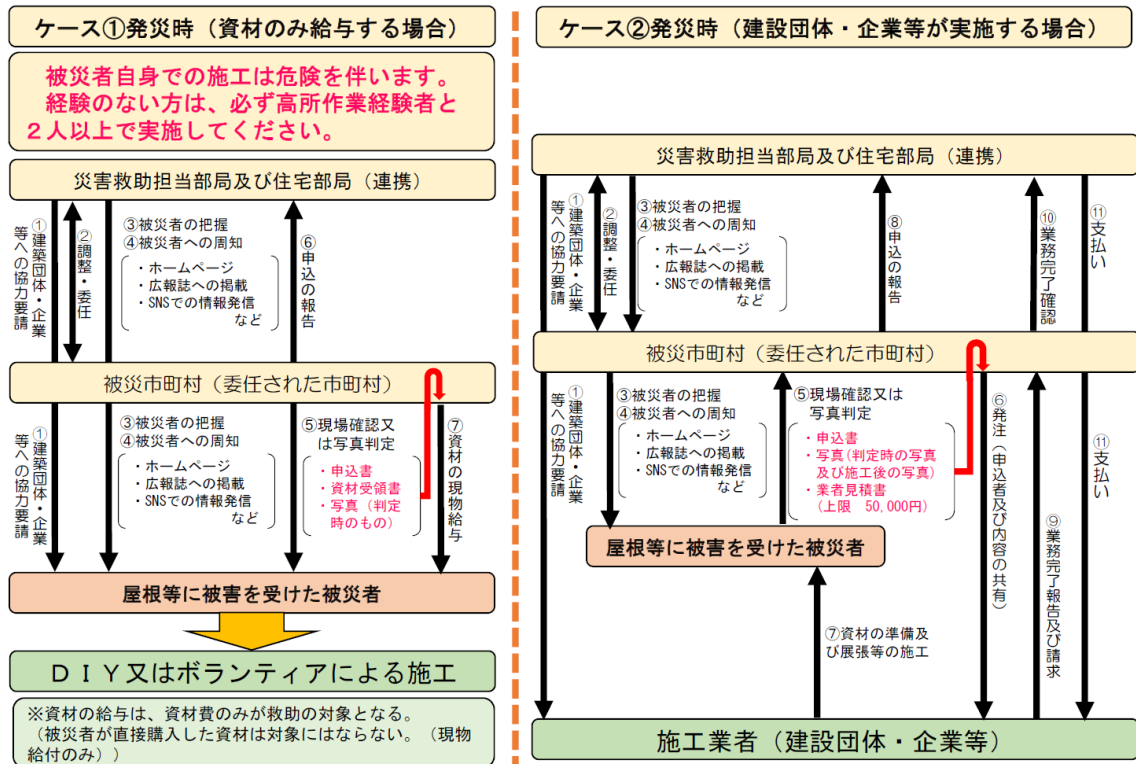 ケース①発災時（資材のみ給与する場合）
被災者自身での施工は危険を伴います。
経験のない方は、必ず高所作業経験者と
２人以上で実施してください。
災害救助担当部局及び住宅部局（連携）
①建築団体・企業
等への協力要請
②調整・委任
③被災者の把握
④被災者への周知
・ホームページ
・広報誌への掲載
・SNSでの情報発信
など
⑥申込の報告
被災市町村（委任された市町村）
①建築団体・企業
等への協力要請
③被災者の把握
④被災者への周知
・ホームページ
・広報誌への掲載
・SNSでの情報発信
など
⑤現場確認又
は写真判定
・申込書
・資材受領書
・写真（判定
時のもの）
⑦資材の現物給与
屋根等に被害を受けた被災者
ＤＩＹ又はボランティアによる施工
※資材の給与は、資材費のみが救助の対象となる。
（被災者が直接購入した資材は対象にはならない。（現物
給付のみ））
ケース②発災時（建設団体・企業等が実施する場合）
災害救助担当部局及び住宅部局（連携）
①建築団体・企業
等への協力要請
②調整・委任
③被災者の把握
④被災者への周知
・ホームページ
・広報誌への掲載
・SNSでの情報発信
など
⑧申込の報告
⑩業務完了確認
⑪支払い
被災市町村（委任された市町村）
①建築団体・企業
等への協力要請
③被災者の把握
④被災者への周知
・ホームページ
・広報誌への掲載
・SNSでの情報発信
など
⑤現場確認又は
写真判定
・申込書
・写真(判定時の写真
及び施工後の写真)
・業者見積書
（上限　50,000円）
⑥発注（申込者及び内容の共有）
⑨業務完了報告及び請求
⑪支払い
屋根等に被害を受けた被災者
⑦資材の準備及
び展張等の施工
施工業者（建設団体・企業等）